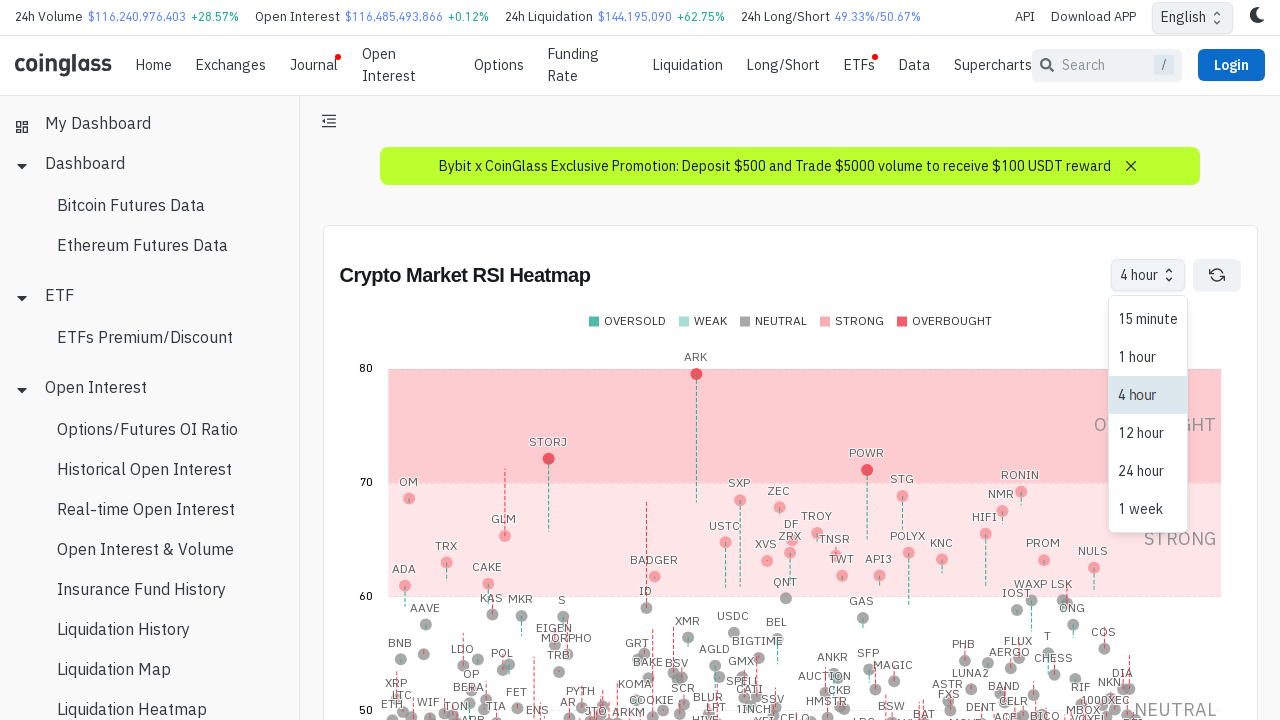 24h Volume $116,240,976,403 +28.57% Open Interest $116,485,493,866 +0.12% 24h Liquidation $144,195,090 +62.75% 24h Long/Short 49.33%/50.67% API Download APP English
coinglass Home Exchanges Journal Open Interest Options Funding Rate Liquidation Long/Short ETFs Data Supercharts Search / Login
My Dashboard
Dashboard
Bitcoin Futures Data
Ethereum Futures Data
ETF
ETFs Premium/Discount
Open Interest
Options/Futures OI Ratio
Historical Open Interest
Real-time Open Interest
Open Interest & Volume
Insurance Fund History
Liquidation History
Liquidation Map
Liquidation Heatmap
Bybit x CoinGlass Exclusive Promotion: Deposit $500 and Trade $5000 volume to receive $100 USDT reward
Crypto Market RSI Heatmap
4 hour
15 minute
1 hour
4 hour
12 hour
24 hour
1 week
OVERSOLD WEAK NEUTRAL STRONG OVERBOUGHT
ARK
80
STORJ
POWR
70
OM
SXP
ZEC
STG
RONIN
NMR
GLM
USTC
DF
TROY
HIFI
STRONG
ZRX
TNSR
POLYX
TRX
XVS
KNC
PROM
NULS
ADA
CAKE
BADGER
TWT
API3
60
KAS
MKR
S
ID
QNT
GAS
IOST
WAXP
LSK
AAVE
EIGEN
XMR
USDC
BEL
ONG
BNB
LDO
POL
MORPHO
TRB
GRT
BAKE
BSV
AGLD
GMX
BIGTIME
ANKR
SFP
MAGIC
PHB
FLUX
AERGO
T
CHESS
COS
XRP
LTC
ETH
WIF
OP
BERA
TON
TIA
FET
ENS
PYTH
AR
KOMA
COOKIE
ARKM
SCR
BLUR
LPT
SPELL
CATI
1INCH
SSV
AUCTION
CKB
HMSTR
BSW
BAT
ASTR
FXS
LUNA2
DENT
BAND
CELR
RIF
MBOX
NKN
1000XEC
DIA
BICO
50
NEUTRAL